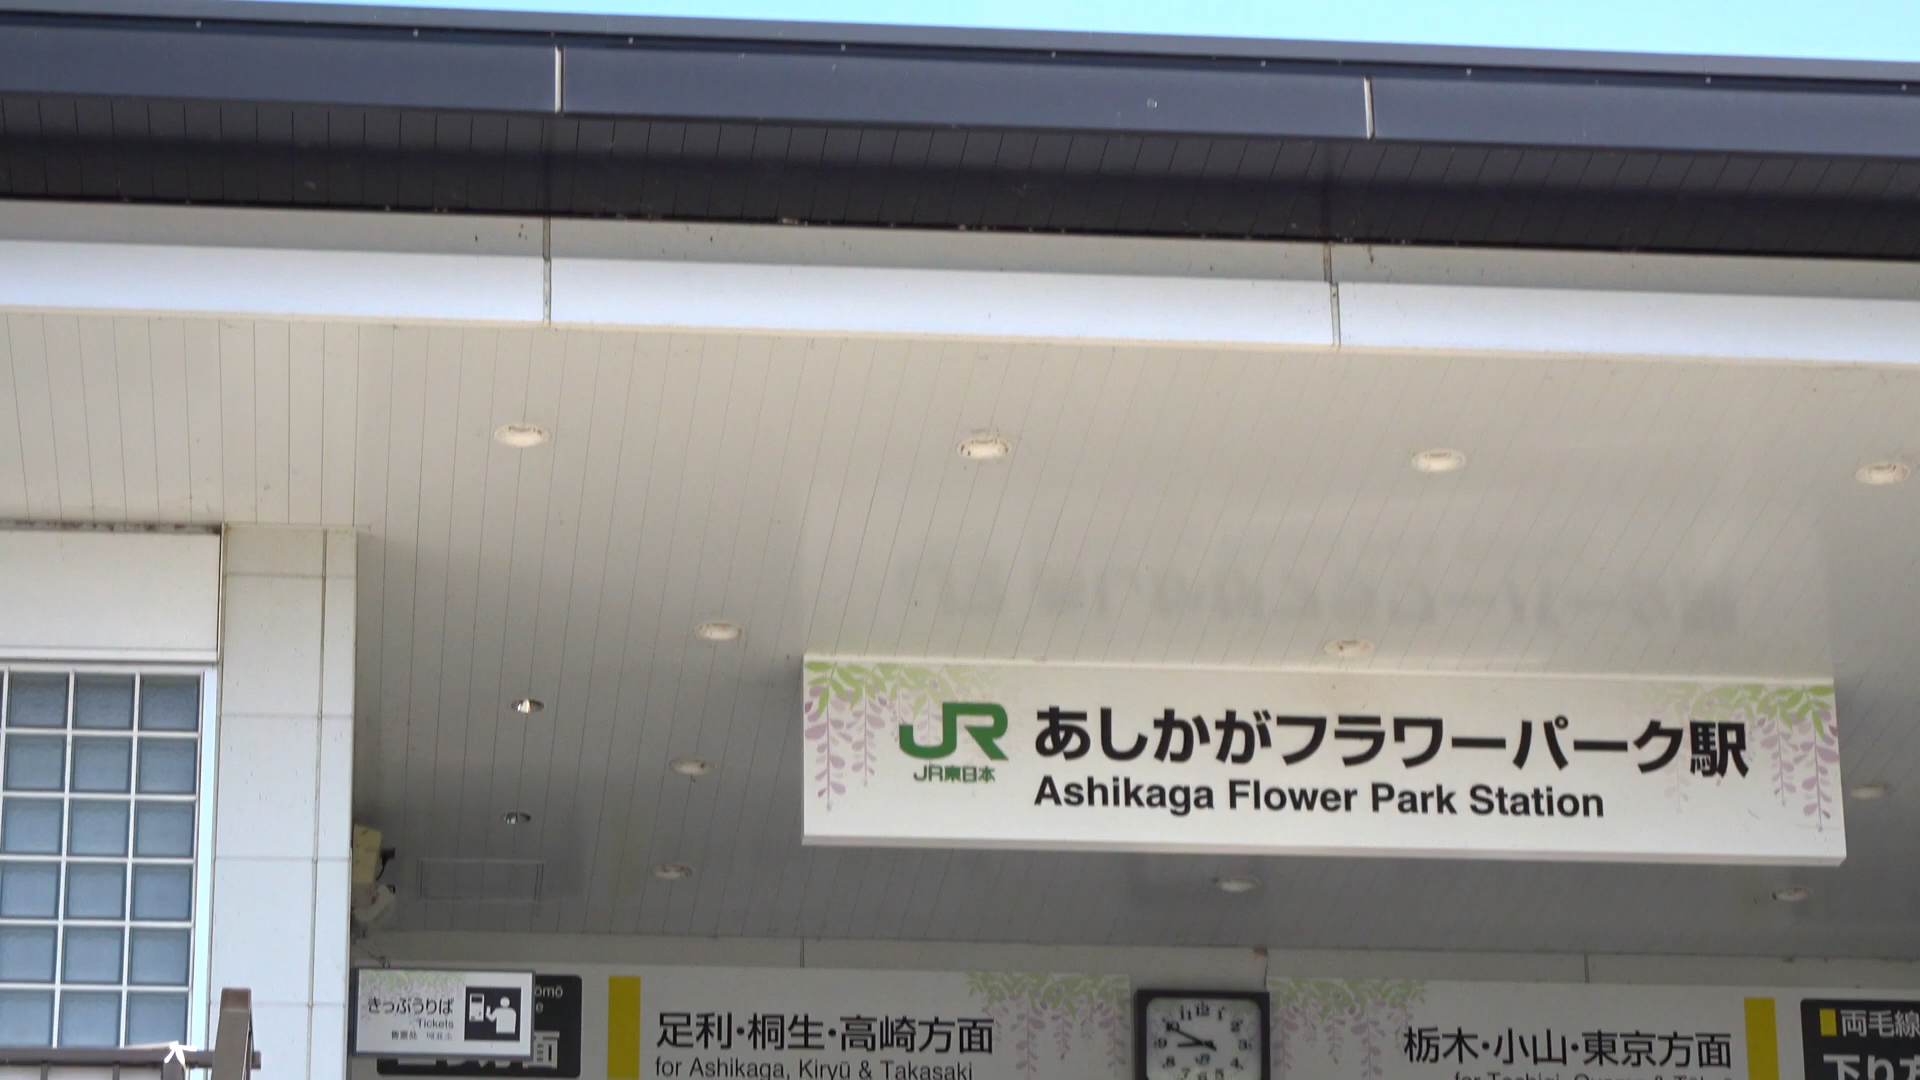 JR あしかがフラワーパーク駅
JR東日本
Ashikaga Flower Park Station
きっぷうりば
Tickets
足利・桐生・高崎方面
for Ashikaga, Kiryū & Takasaki
栃木・小山・東京方面
両毛線